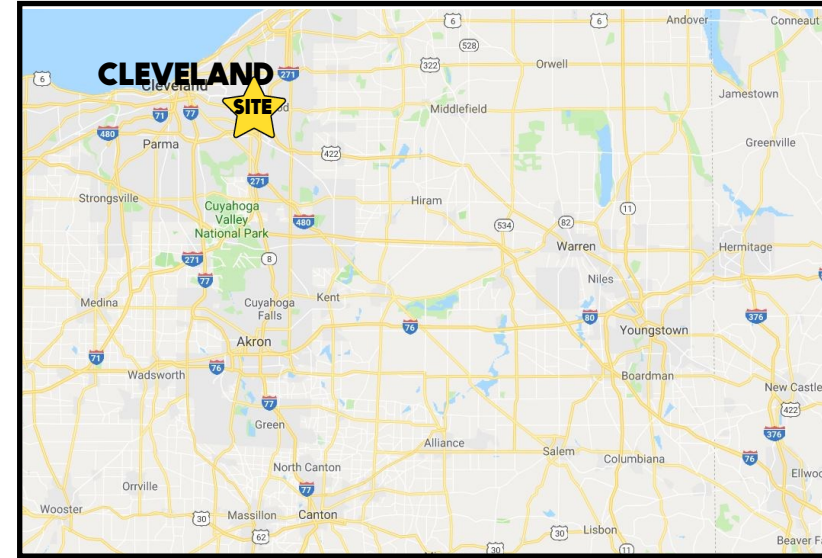 6
6
Andover
Conneaut
528
322
Orwell
CLEVELAND
271
6
Cleveland
SITE
Jamestown
Middlefield
71
77
480
Parma
Greenville
422
271
Strongsville
Cuyahoga
Valley
National Park
Hiram
11
480
534
82
Warren
Hermitage
271
8
77
Niles
Medina
Cuyahoga
Falls
Kent
76
80
376
Youngstown
Akron
71
76
Wadsworth
Boardman
New Castle
77
422
Green
376
Alliance
Salem
Columbiana
76
North Canton
Orrville
77
Wooster
30
Massillon
Canton
62
30
Lisbon
30
11